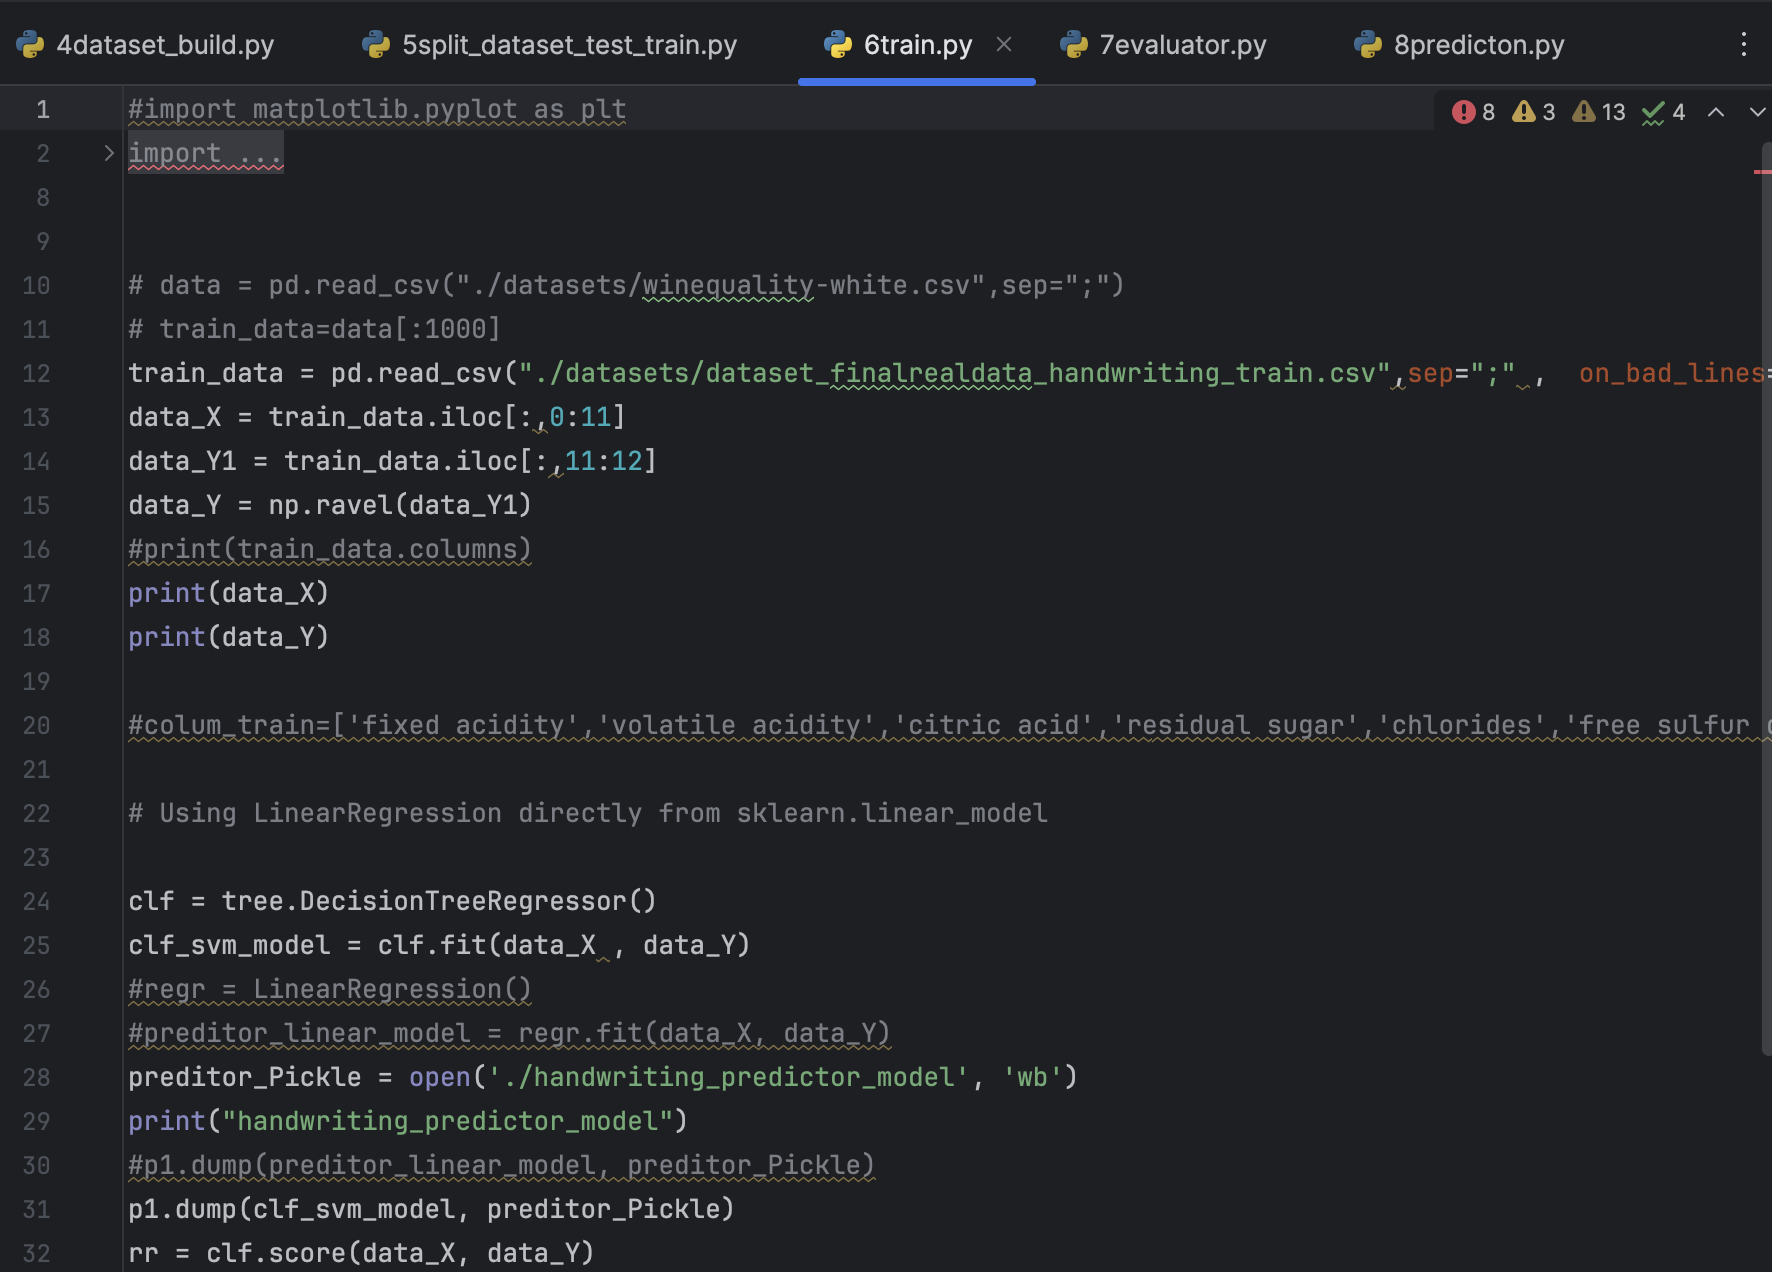 4dataset_build.py 5split_dataset_test_train.py 6train.py 7evaluator.py 8predicton.py
1 #import matplotlib.pyplot as plt 8 3 13 4
2 import ...
8
9
10 # data = pd.read_csv("./datasets/winequality-white.csv",sep=";")
11 # train_data=data[:1000]
12 train_data = pd.read_csv("./datasets/dataset_finalrealdata_handwriting_train.csv",sep=";" , on_bad_lines=
13 data_X = train_data.iloc[:,0:11]
14 data_Y1 = train_data.iloc[:,11:12]
15 data_Y = np.ravel(data_Y1)
16 #print(train_data.columns)
17 print(data_X)
18 print(data_Y)
19
20 #colum_train=['fixed acidity','volatile acidity','citric acid','residual sugar','chlorides','free sulfur
21
22 # Using LinearRegression directly from sklearn.linear_model
23
24 clf = tree.DecisionTreeRegressor()
25 clf_svm_model = clf.fit(data_X , data_Y)
26 #regr = LinearRegression()
27 #preditor_linear_model = regr.fit(data_X, data_Y)
28 preditor_Pickle = open('./handwriting_predictor_model', 'wb')
29 print("handwriting_predictor_model")
30 #p1.dump(preditor_linear_model, preditor_Pickle)
31 p1.dump(clf_svm_model, preditor_Pickle)
32 rr = clf.score(data_X, data_Y)